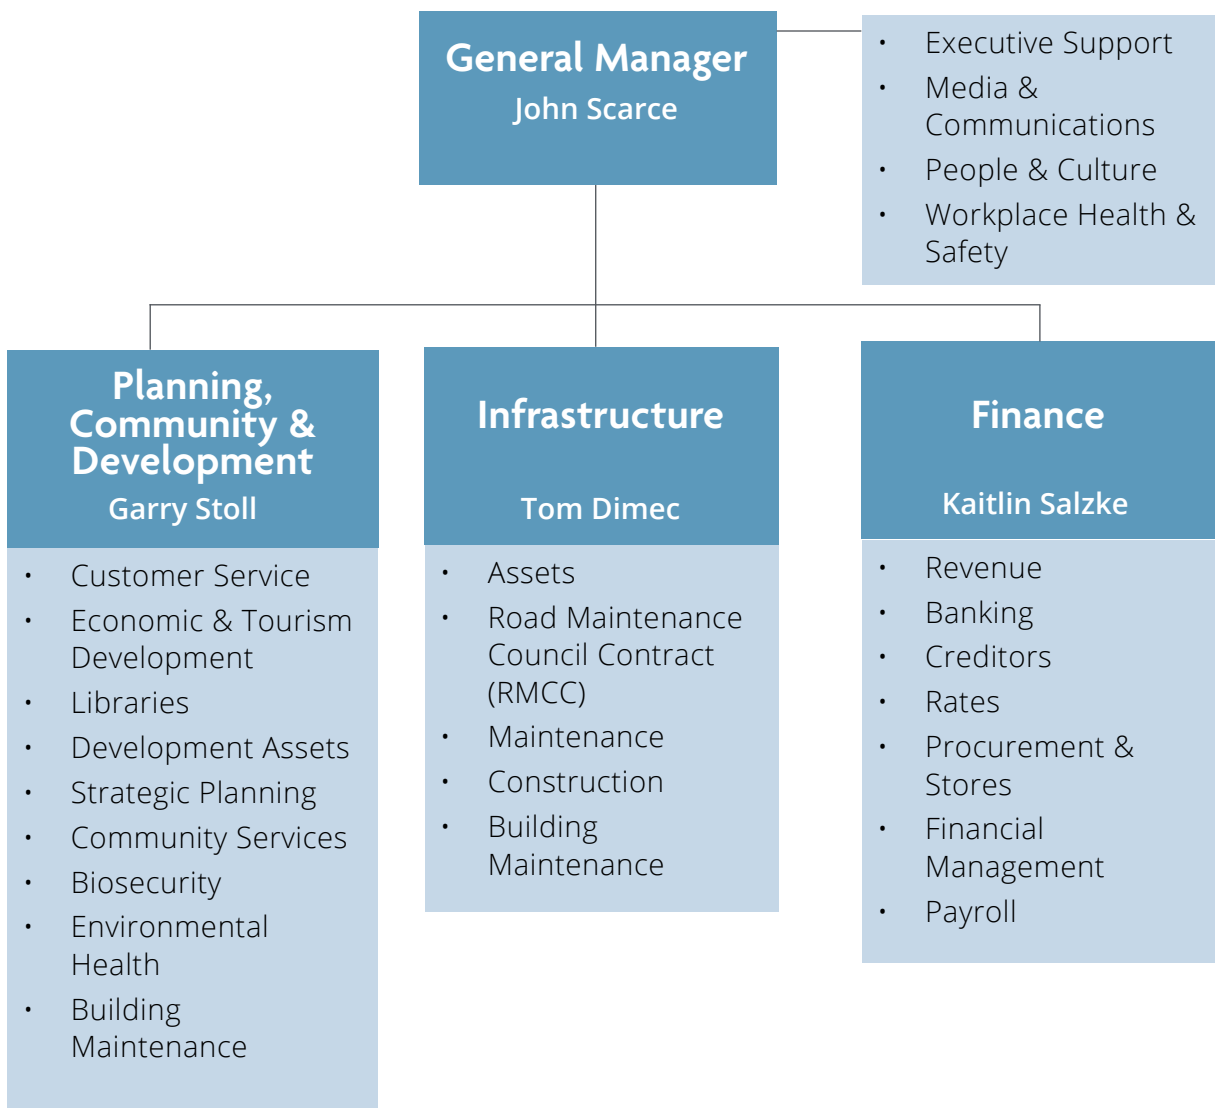 General Manager
John Scarce
• Executive Support
• Media &
Communications
• People & Culture
• Workplace Health &
Safety
Planning,
Community &
Development
Garry Stoll
• Customer Service
• Economic & Tourism
Development
• Libraries
• Development Assets
• Strategic Planning
• Community Services
• Biosecurity
• Environmental
Health
• Building
Maintenance
Infrastructure
Tom Dimec
• Assets
• Road Maintenance
Council Contract
(RMCC)
• Maintenance
• Construction
• Building
Maintenance
Finance
Kaitlin Salzke
• Revenue
• Banking
• Creditors
• Rates
• Procurement &
Stores
• Financial
Management
• Payroll